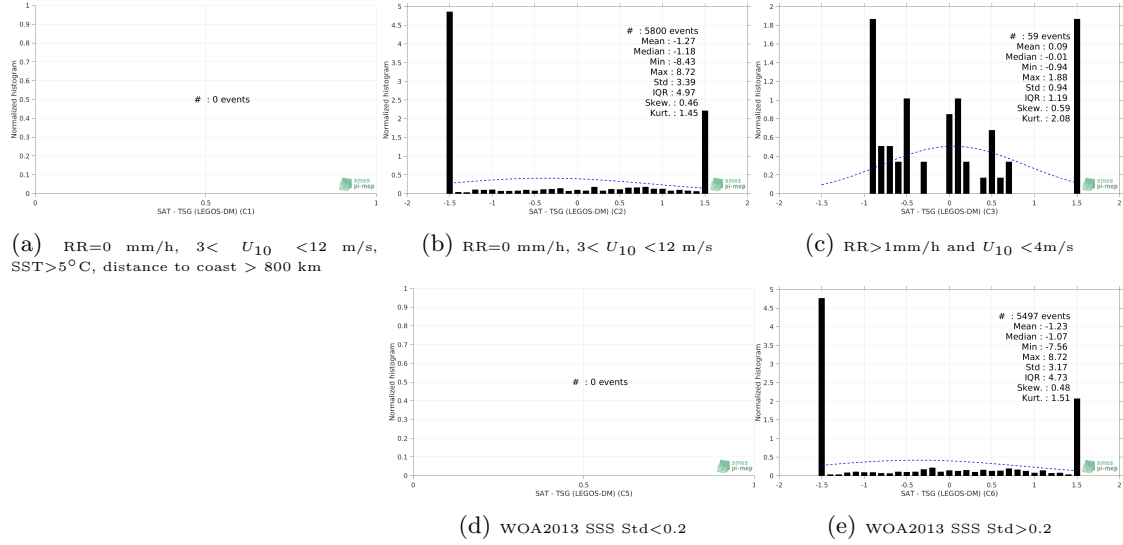 1
0.9
0.8
0.7
0.6
0.5
0.4
0.3
0.2
0.1
0
Normalized histogram
# : 0 events
0 0.5 1
SAT - TSG (LEGOS-DM) (C1)
smos
pi-mep
(a) RR=0 mm/h, 3< U10 <12 m/s,
SST>5°C, distance to coast > 800 km
5
4.5
4
3.5
3
2.5
2
1.5
1
0.5
0
Normalized histogram
# : 5800 events
Mean : -1.27
Median : -1.18
Min : -8.43
Max : 8.72
Std : 3.39
IQR : 4.97
Skew. : 0.46
Kurt. : 1.45
-2 -1.5 -1 -0.5 0 0.5 1 1.5 2
SAT - TSG (LEGOS-DM) (C2)
smos
pi-mep
(b) RR=0 mm/h, 3< U10 <12 m/s
2
1.8
1.6
1.4
1.2
1
0.8
0.6
0.4
0.2
0
Normalized histogram
# : 59 events
Mean : 0.09
Median : -0.01
Min : -0.94
Max : 1.88
Std : 0.94
IQR : 1.19
Skew. : 0.59
Kurt. : 2.08
-2 -1.5 -1 -0.5 0 0.5 1 1.5 2
SAT - TSG (LEGOS-DM) (C3)
smos
pi-mep
(c) RR>1mm/h and U10 <4m/s
1
0.9
0.8
0.7
0.6
0.5
0.4
0.3
0.2
0.1
0
Normalized histogram
# : 0 events
0 0.5 1
SAT - TSG (LEGOS-DM) (C5)
smos
pi-mep
(d) WOA2013 SSS Std<0.2
5
4.5
4
3.5
3
2.5
2
1.5
1
0.5
0
Normalized histogram
# : 5497 events
Mean : -1.23
Median : -1.07
Min : -7.56
Max : 8.72
Std : 3.17
IQR : 4.73
Skew. : 0.48
Kurt. : 1.51
-2 -1.5 -1 -0.5 0 0.5 1 1.5 2
SAT - TSG (LEGOS-DM) (C6)
smos
pi-mep
(e) WOA2013 SSS Std>0.2